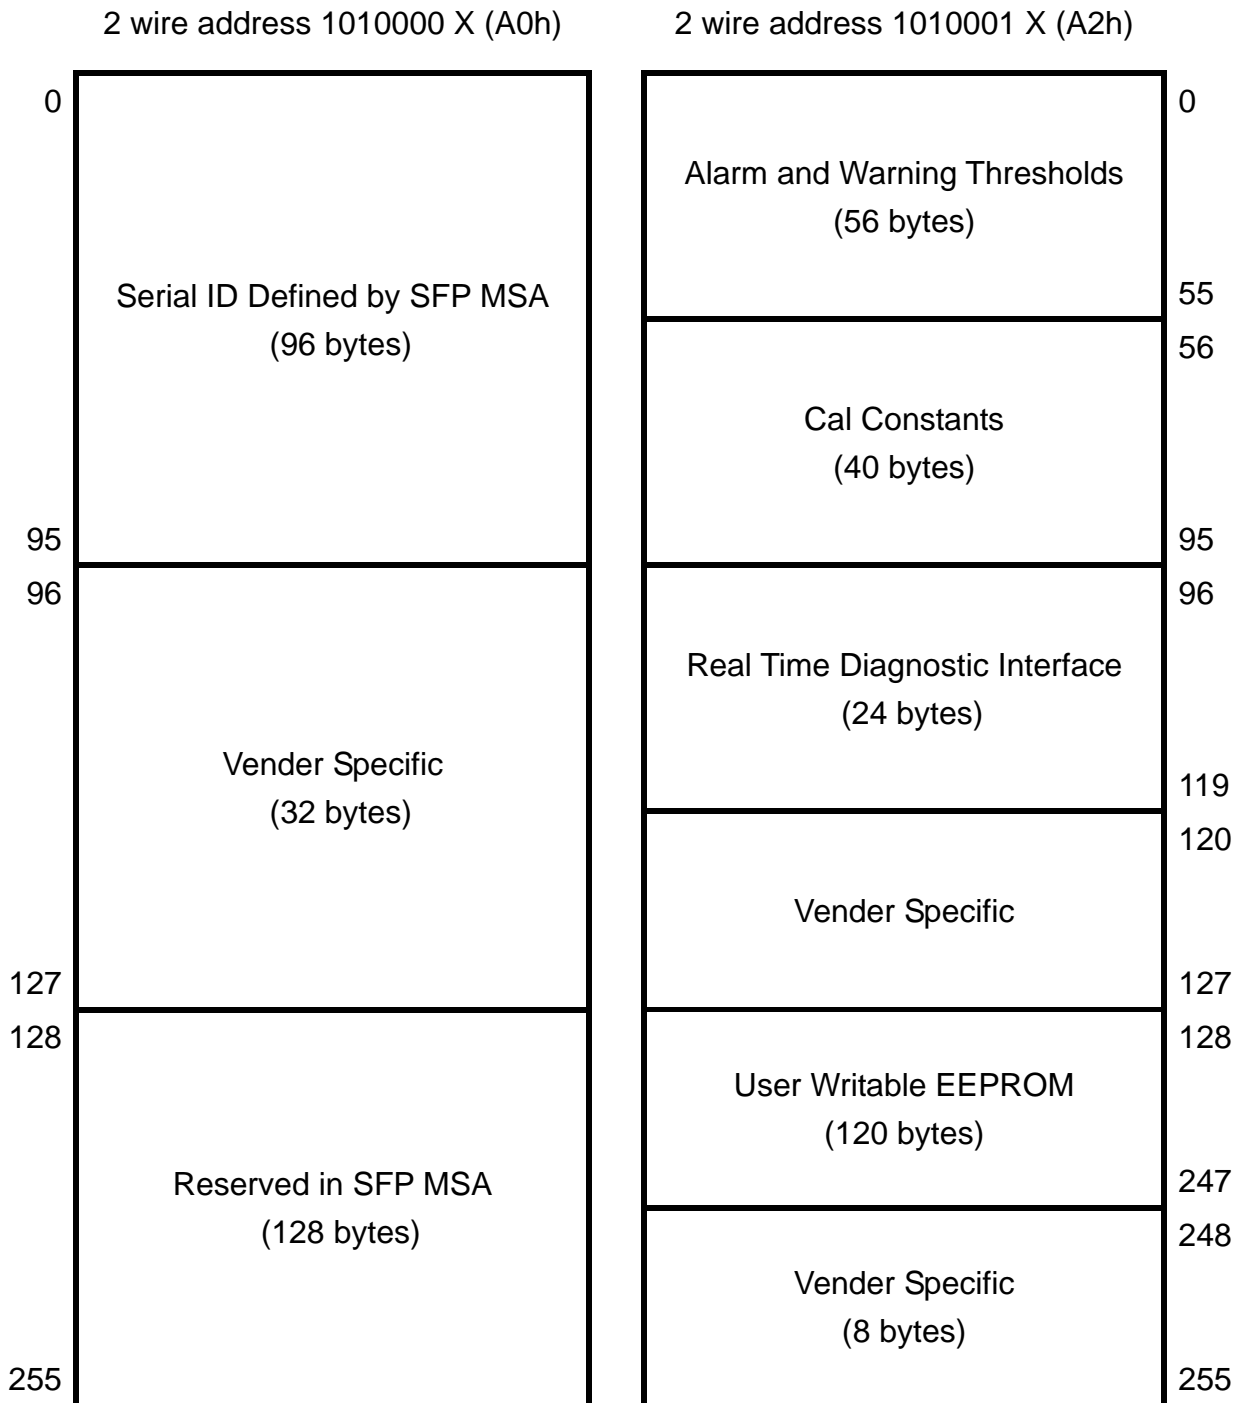 2 wire address 1010000 X (A0h)
0
Serial ID Defined by SFP MSA
(96 bytes)
95
96
Vender Specific
(32 bytes)
127
128
Reserved in SFP MSA
(128 bytes)
255
2 wire address 1010001 X (A2h)
0
Alarm and Warning Thresholds
(56 bytes)
55
56
Cal Constants
(40 bytes)
95
96
Real Time Diagnostic Interface
(24 bytes)
119
120
Vender Specific
127
128
User Writable EEPROM
(120 bytes)
247
248
Vender Specific
(8 bytes)
255